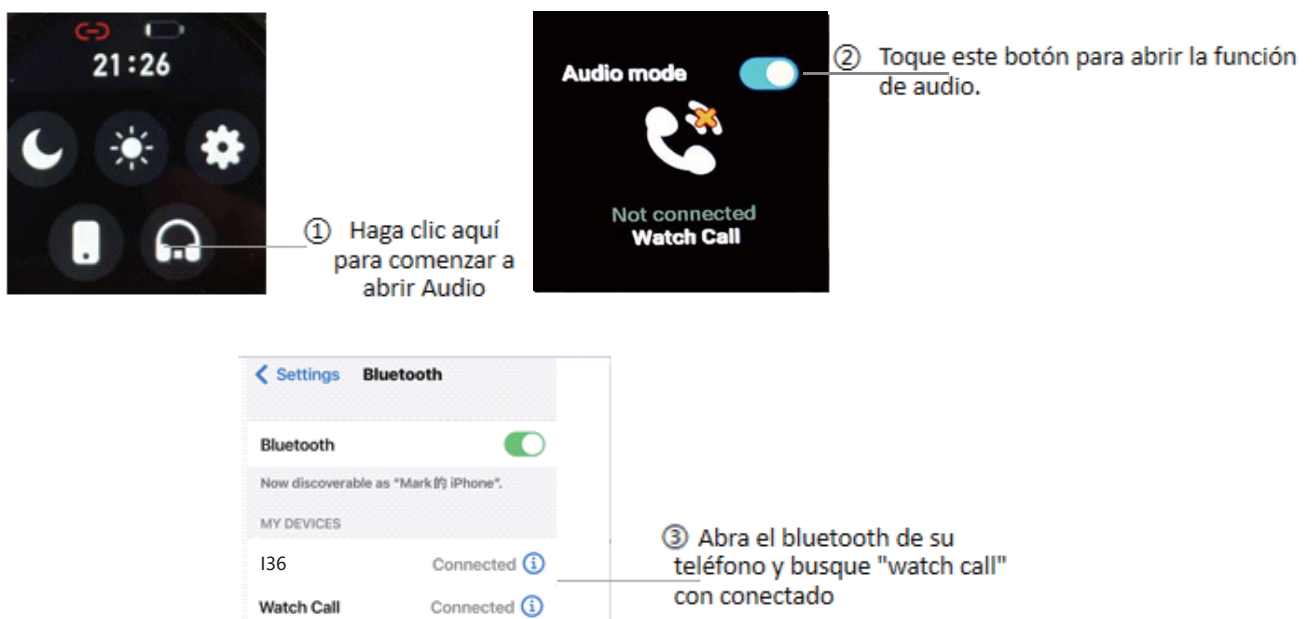 21:26
① Haga clic aquí
para comenzar a
abrir Audio
Audio mode
Not connected
Watch Call
② Toque este botón para abrir la función
de audio.
Settings Bluetooth
Bluetooth
Now discoverable as "Mark的 iPhone".
MY DEVICES
I36 Connected
Watch Call Connected
③ Abra el bluetooth de su
teléfono y busque "watch call"
con conectado